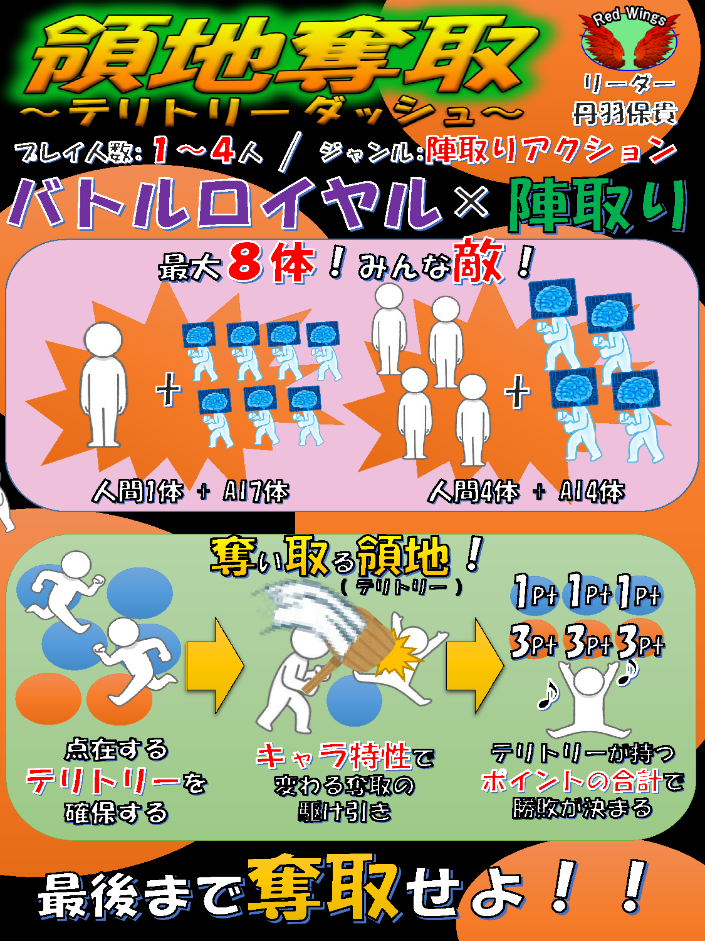 領地奪取
Red Wings
～テリトリーダッシュ～
リーダー
丹羽保貴
プレイ人数:1～4人 / ジャンル:陣取りアクション
バトルロイヤル×陣取り
最大8体！みんな敵！
+
+
人間1体 + AI7体
人間4体 + AI4体
奪い取る領地！
(テリトリー)
1Pt 1Pt 1Pt
3Pt 3Pt 3Pt
点在する
テリトリーを
確保する
キャラ特性で
変わる奪取の
駆け引き
テリトリーが持つ
ポイントの合計で
勝敗が決まる
最後まで奪取せよ！！